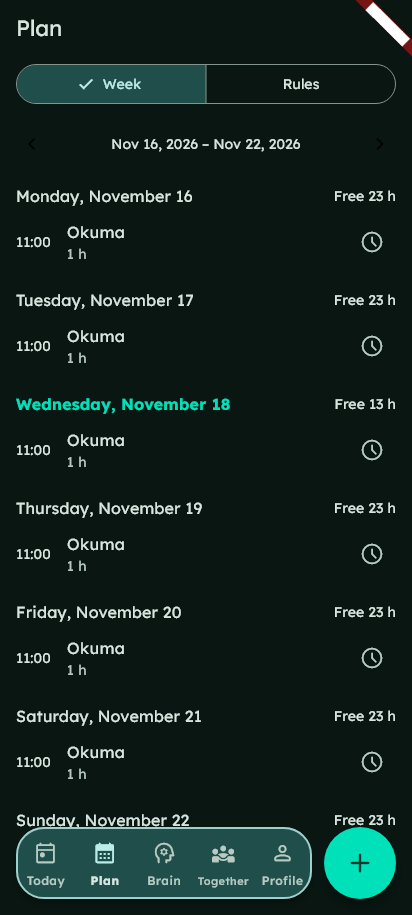 Plan
Week
Rules
Nov 16, 2026 – Nov 22, 2026
Monday, November 16
Free 23 h
11:00
Okuma
1 h
Tuesday, November 17
Free 23 h
11:00
Okuma
1 h
Wednesday, November 18
Free 13 h
11:00
Okuma
1 h
Thursday, November 19
Free 23 h
11:00
Okuma
1 h
Friday, November 20
Free 23 h
11:00
Okuma
1 h
Saturday, November 21
Free 23 h
11:00
Okuma
1 h
Sunday, November 22
Free 23 h
Today
Plan
Brain
Together
Profile